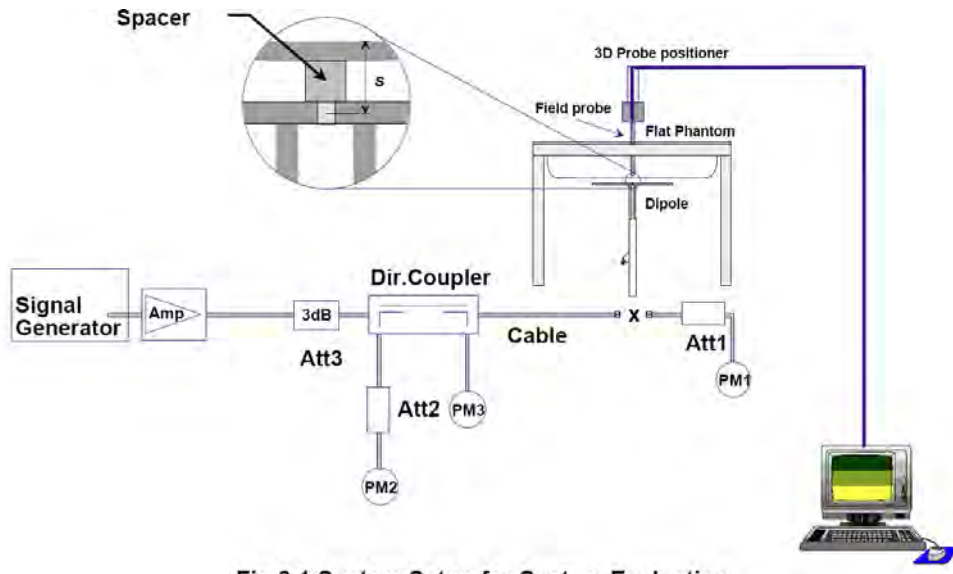 Spacer
s
3D Probe positioner
Field probe
Flat Phantom
Dipole
Signal
Generator
Amp
3dB
Att3
Dir.Coupler
Cable
x
Att1
PM1
Att2
PM3
PM2